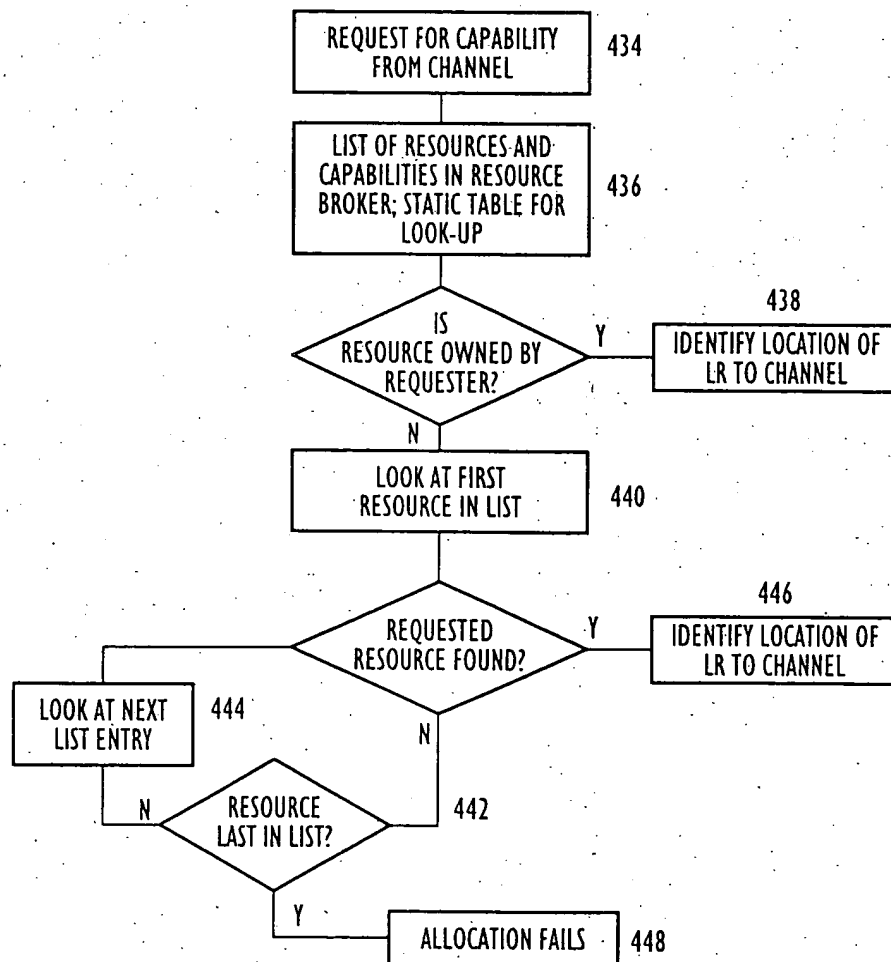 REQUEST FOR CAPABILITY
FROM CHANNEL
434
LIST OF RESOURCES AND
CAPABILITIES IN RESOURCE
BROKER; STATIC TABLE FOR
LOOK-UP
436
IS
RESOURCE OWNED BY
REQUESTER?
Y
438
IDENTIFY LOCATION OF
LR TO CHANNEL
N
LOOK AT FIRST
RESOURCE IN LIST
440
REQUESTED
RESOURCE FOUND?
Y
446
IDENTIFY LOCATION OF
LR TO CHANNEL
LOOK AT NEXT
LIST ENTRY
444
N
N
RESOURCE
LAST IN LIST?
442
Y
ALLOCATION FAILS
448